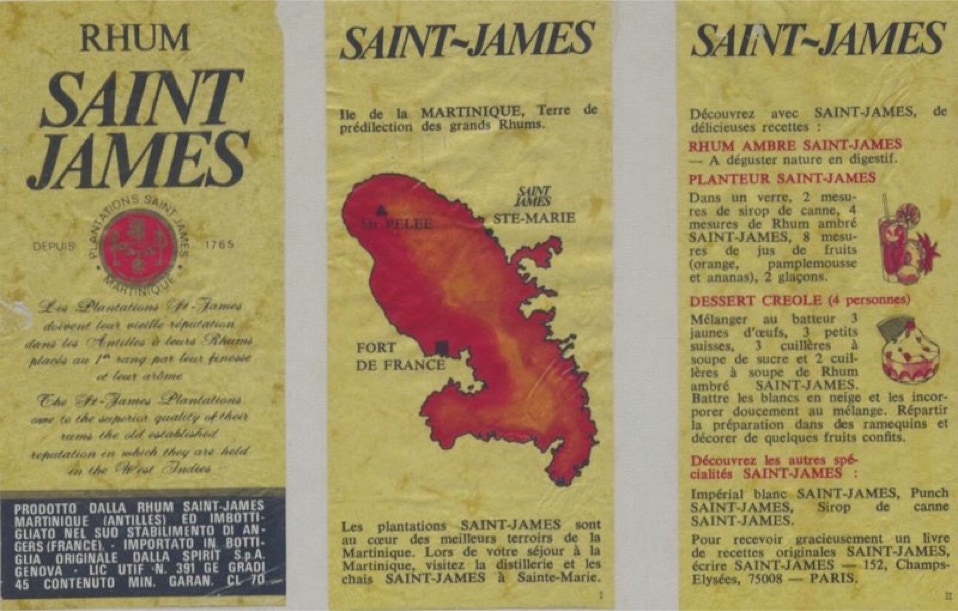 RHUM
SAINT
JAMES
PLANTATIONS SAINT-JAMES
DEPUIS
1765
MARTINIQUE
Les Plantations St-James
doivent leur vieille réputation
dans les Antilles à leurs Rhums
placés au 1er rang par leur finesse
et leur arôme
The St-James Plantations
owe to the superior quality of their
rums the old established
reputation in which they are held
in the West Indies
PRODOTTO DALLA RHUM SAINT-JAMES
MARTINIQUE (ANTILLES) ED IMBOTTI-
GLIATO NEL SUO STABILIMENTO DI AN-
GERS (FRANCE). - IMPORTATO IN BOTTI-
GLIA ORIGINALE DALLA SPIRIT S.p.A.
GENOVA - LIC UTIF N. 391 GE GRADI
45 CONTENUTO MIN. GARAN. CL 70
SAINT~JAMES
Ile de la MARTINIQUE, Terre de
prédilection des grands Rhums.
Mt PELEE
SAINT
JAMES
STE-MARIE
FORT
DE FRANCE
Les plantations SAINT-JAMES sont
au cœur des meilleurs terroirs de la
Martinique. Lors de votre séjour à la
Martinique, visitez la distillerie et les
chais SAINT-JAMES à Sainte-Marie.
I
SAINT~JAMES
Découvrez avec SAINT-JAMES, de
délicieuses recettes :
RHUM AMBRE SAINT-JAMES
— A déguster nature en digestif.
PLANTEUR SAINT-JAMES
Dans un verre, 2 mesu-
res de sirop de canne, 4
mesures de Rhum ambré
SAINT-JAMES, 8 mesu-
res de jus de fruits
(orange, pamplemousse
et ananas), 2 glaçons.
DESSERT CREOLE (4 personnes)
Mélanger au batteur 3
jaunes d'œufs, 3 petits
suisses, 3 cuillères à
soupe de sucre et 2 cuil-
lères à soupe de Rhum
ambré SAINT-JAMES.
Battre les blancs en neige et les incor-
porer doucement au mélange. Répartir
la préparation dans des ramequins et
décorer de quelques fruits confits.
Découvrez les autres spé-
cialités SAINT-JAMES :
Impérial blanc SAINT-JAMES, Punch
SAINT-JAMES, Sirop de canne
SAINT-JAMES.
Pour recevoir gracieusement un livre
de recettes originales SAINT-JAMES,
écrire SAINT-JAMES — 152, Champs-
Elysées, 75008 — PARIS.
II